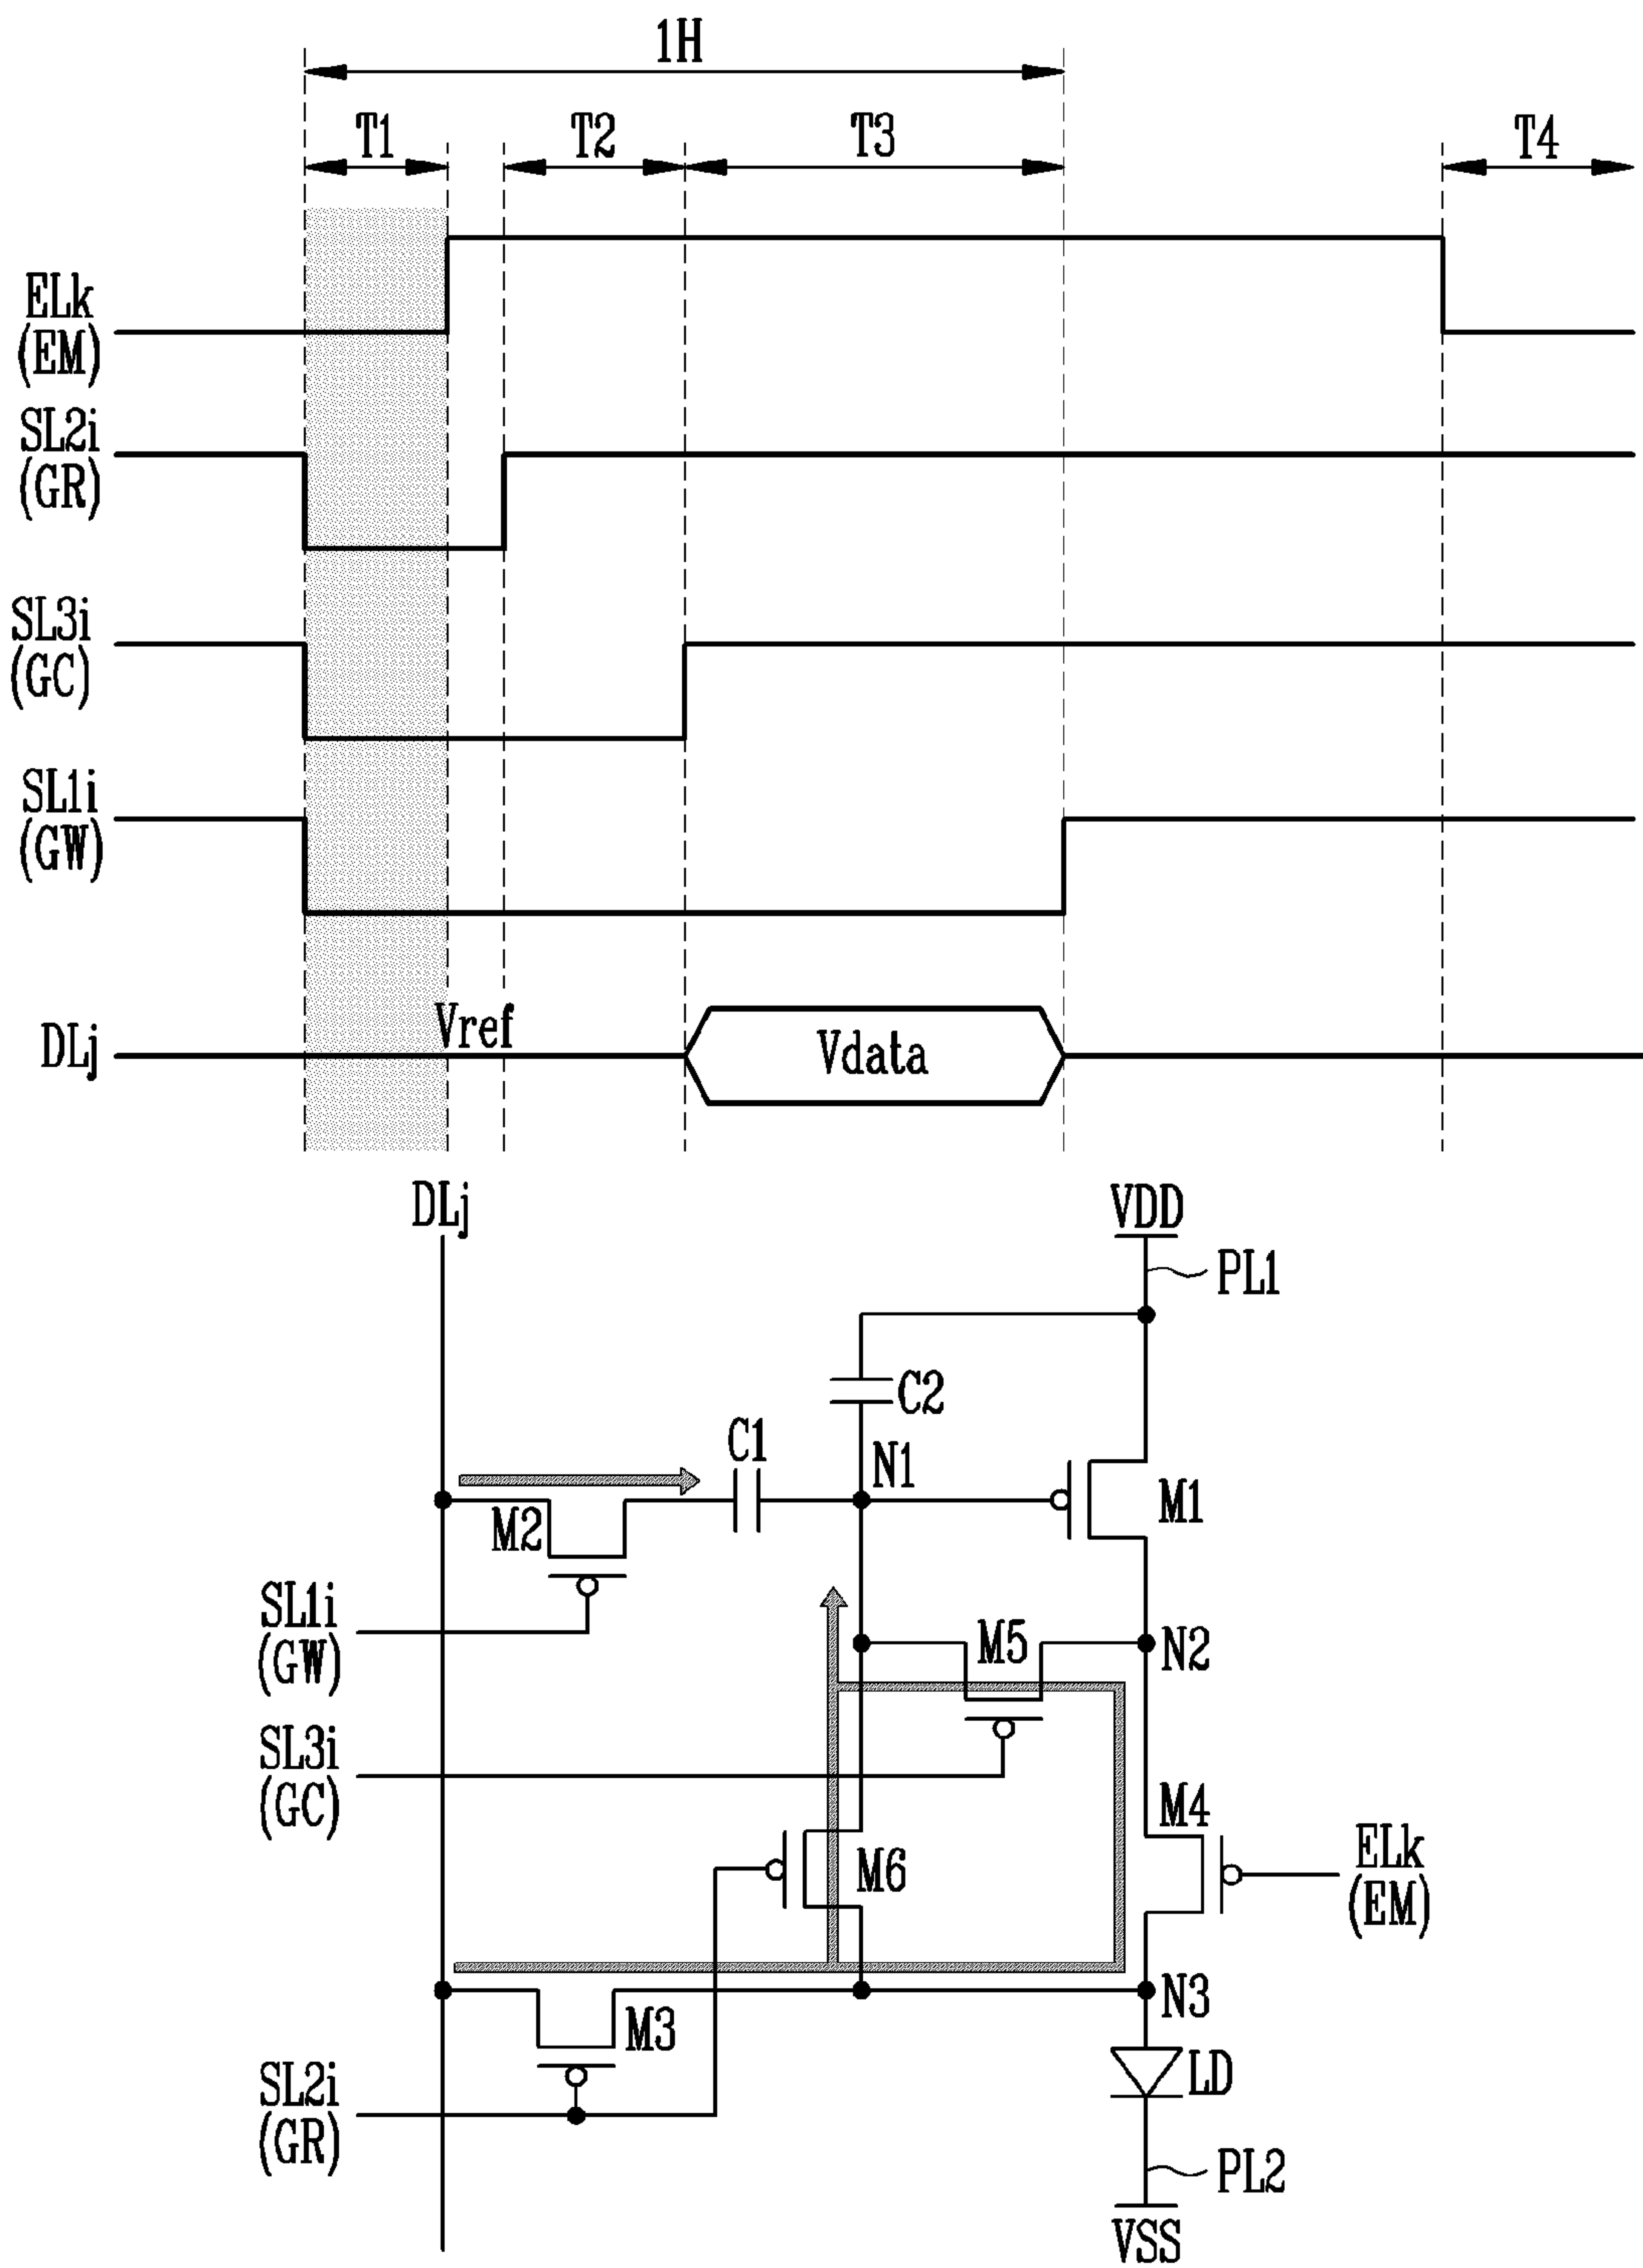 1H
T1 T2 T3 T4
ELk
(EM)
SL2i
(GR)
SL3i
(GC)
SL1i
(GW)
Vref
DLj
Vdata
DLj
VDD
PL1
C2
C1
N1
M1
M2
SL1i
(GW)
M5
N2
SL3i
(GC)
M4
M6
ELk
(EM)
N3
M3
LD
SL2i
(GR)
PL2
VSS